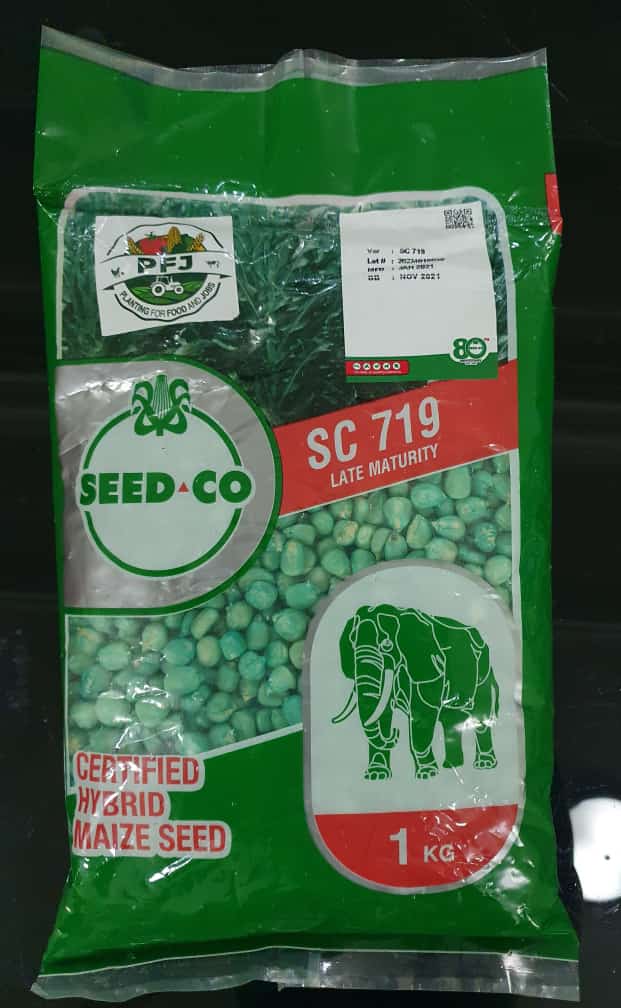 PFJ
PLANTING FOR FOOD AND JOBS
Var : SC 719
Lot # :
MFD : JAN 2021
BB : NOV 2021
80
SEED CO
SC 719
LATE MATURITY
CERTIFIED
HYBRID
MAIZE SEED
1 KG